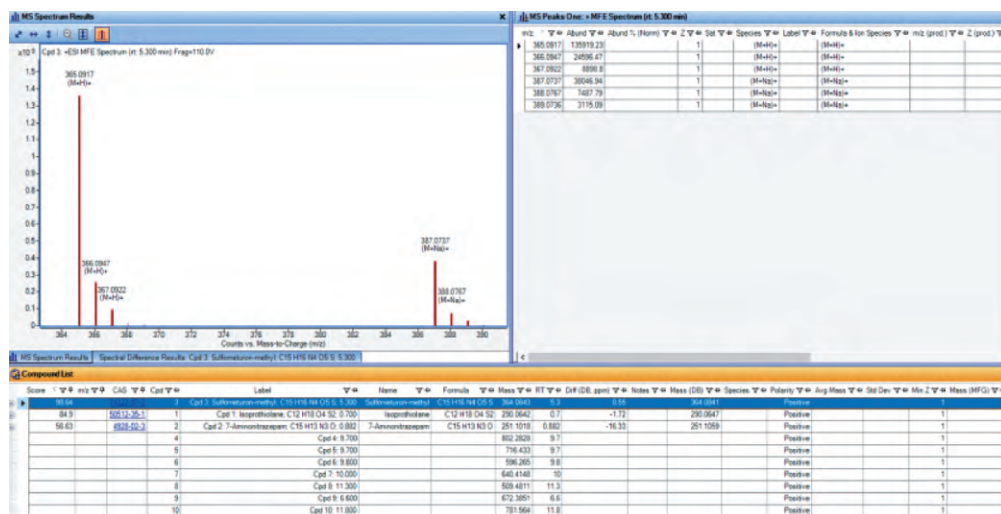 MS Spectrum Results
x10 5 Cpd 3: +ESI MFE Spectrum (rt: 5.300 min) Frag=110.0V
1.5
1.4
1.3
1.2
1.1
1
0.9
0.8
0.7
0.6
0.5
0.4
0.3
0.2
0.1
0
365.0917
(M+H)+
366.0947
(M+H)+
367.0922
(M+H)+
387.0737
(M+Na)+
388.0767
(M+Na)+
364 366 368 370 372 374 376 378 380 382 384 386 388 390
Counts vs. Mass-to-Charge (m/z)
MS Spectrum Results Spectral Difference Results: Cpd 3: Sulfometuron-methyl; C15 H16 N4 O5 S; 5.300
MS Peaks One: + MFE Spectrum (rt: 5.300 min)
m/z Abund Abund % (Norm) Z Sat Species Label Formula & Ion Species m/z (prod.) Z (prod.)
365.0917 135919.23 1 (M+H)+ (M+H)+
366.0947 24596.47 1 (M+H)+ (M+H)+
367.0922 8898.8 1 (M+H)+ (M+H)+
387.0737 38046.94 1 (M+Na)+ (M+Na)+
388.0767 7487.79 1 (M+Na)+ (M+Na)+
389.0736 3115.09 1 (M+Na)+ (M+Na)+
Compound List
Score m/z CAS Cpd Label Name Formula Mass RT Diff (DB, ppm) Notes Mass (DB) Species Polarity Avg Mass Std Dev Min Z Mass (MFG)
98.64 3 Cpd 3: Sulfometuron-methyl; C15 H16 N4 O5 S; 5.300 Sulfometuron-methyl C15 H16 N4 O5 S 364.0843 5.3 0.56 364.0841 Positive 1
84.9 50512-35-1 1 Cpd 1: Isoprothiolane; C12 H18 O4 S2; 0.700 Isoprothiolane C12 H18 O4 S2 290.0642 0.7 -1.72 290.0647 Positive 1
56.63 4928-02-3 2 Cpd 2: 7-Aminonitrazepam; C15 H13 N3 O; 0.882 7-Aminonitrazepam C15 H13 N3 O 251.1018 0.882 -16.33 251.1059 Positive 1
4 Cpd 4: 9.700 802.2828 9.7 Positive 1
5 Cpd 5: 9.700 716.433 9.7 Positive 1
6 Cpd 6: 9.800 596.265 9.8 Positive 1
7 Cpd 7: 10.000 640.4148 10 Positive 1
8 Cpd 8: 11.300 509.4811 11.3 Positive 1
9 Cpd 9: 6.600 672.3851 6.6 Positive 1
10 Cpd 10: 11.800 781.564 11.8 Positive 1